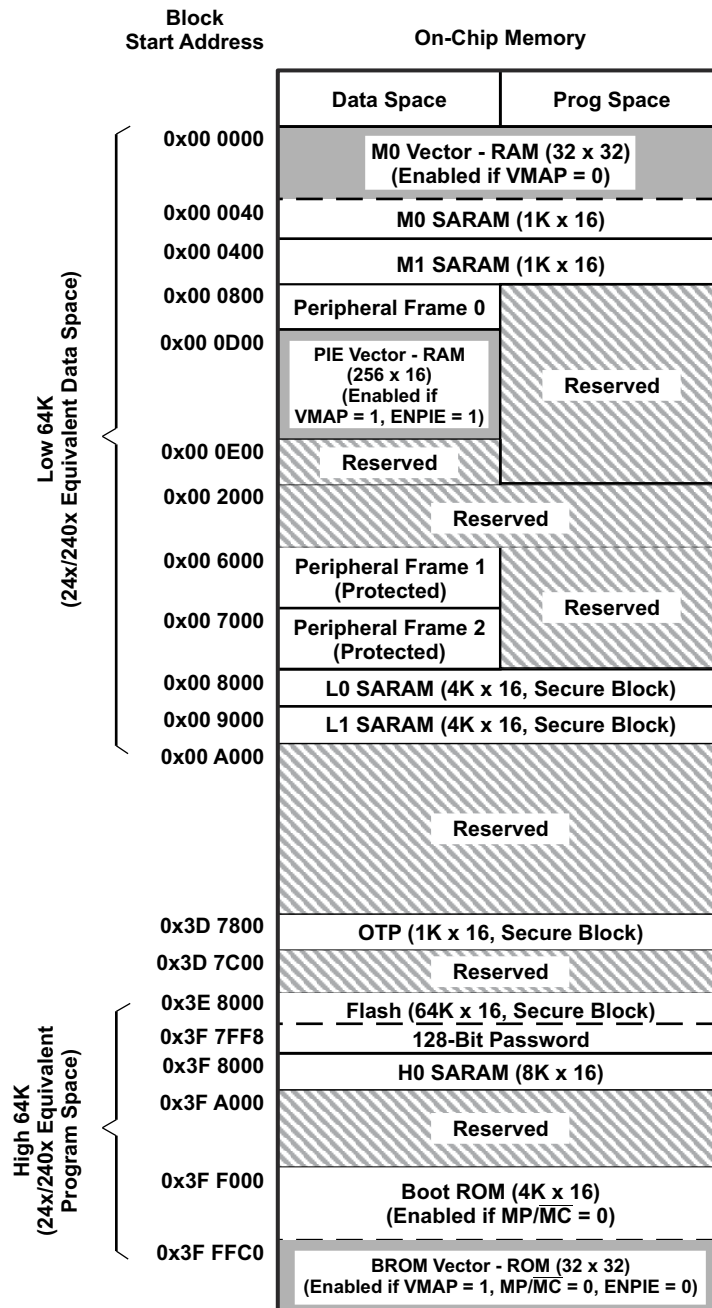 Block
Start Address
On-Chip Memory
Data Space
Prog Space
0x00 0000
M0 Vector - RAM (32 x 32)
(Enabled if VMAP = 0)
0x00 0040
M0 SARAM (1K x 16)
0x00 0400
M1 SARAM (1K x 16)
0x00 0800
Peripheral Frame 0
0x00 0D00
PIE Vector - RAM
(256 x 16)
(Enabled if
VMAP = 1, ENPIE = 1)
Reserved
0x00 0E00
Reserved
0x00 2000
Reserved
0x00 6000
Peripheral Frame 1
(Protected)
Reserved
0x00 7000
Peripheral Frame 2
(Protected)
0x00 8000
L0 SARAM (4K x 16, Secure Block)
0x00 9000
L1 SARAM (4K x 16, Secure Block)
0x00 A000
Reserved
Low 64K
(24x/240x Equivalent Data Space)
0x3D 7800
OTP (1K x 16, Secure Block)
0x3D 7C00
Reserved
0x3E 8000
Flash (64K x 16, Secure Block)
0x3F 7FF8
128-Bit Password
0x3F 8000
H0 SARAM (8K x 16)
0x3F A000
Reserved
0x3F F000
Boot ROM (4K x 16)
(Enabled if MP/M̅C̅ = 0)
0x3F FFC0
BROM Vector - ROM (32 x 32)
(Enabled if VMAP = 1, MP/M̅C̅ = 0, ENPIE = 0)
High 64K
(24x/240x Equivalent
Program Space)